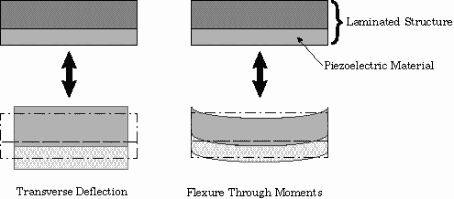 Laminated Structure
Piezoelectric Material
Transverse Deflection
Flexure Through Moments